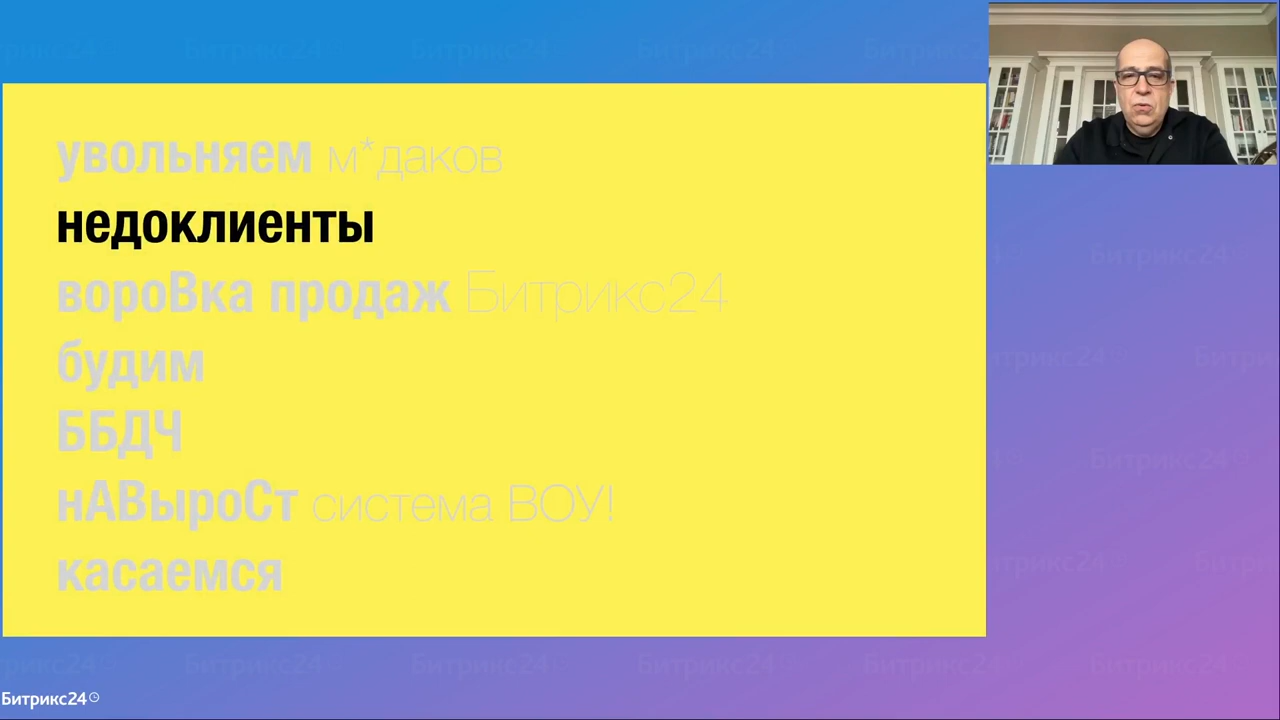 увольняем м*даков
недоклиенты
вороВка продаж Битрикс24
будим
ББДЧ
нАВыроСт система ВОУ!
касаемся
Битрикс24